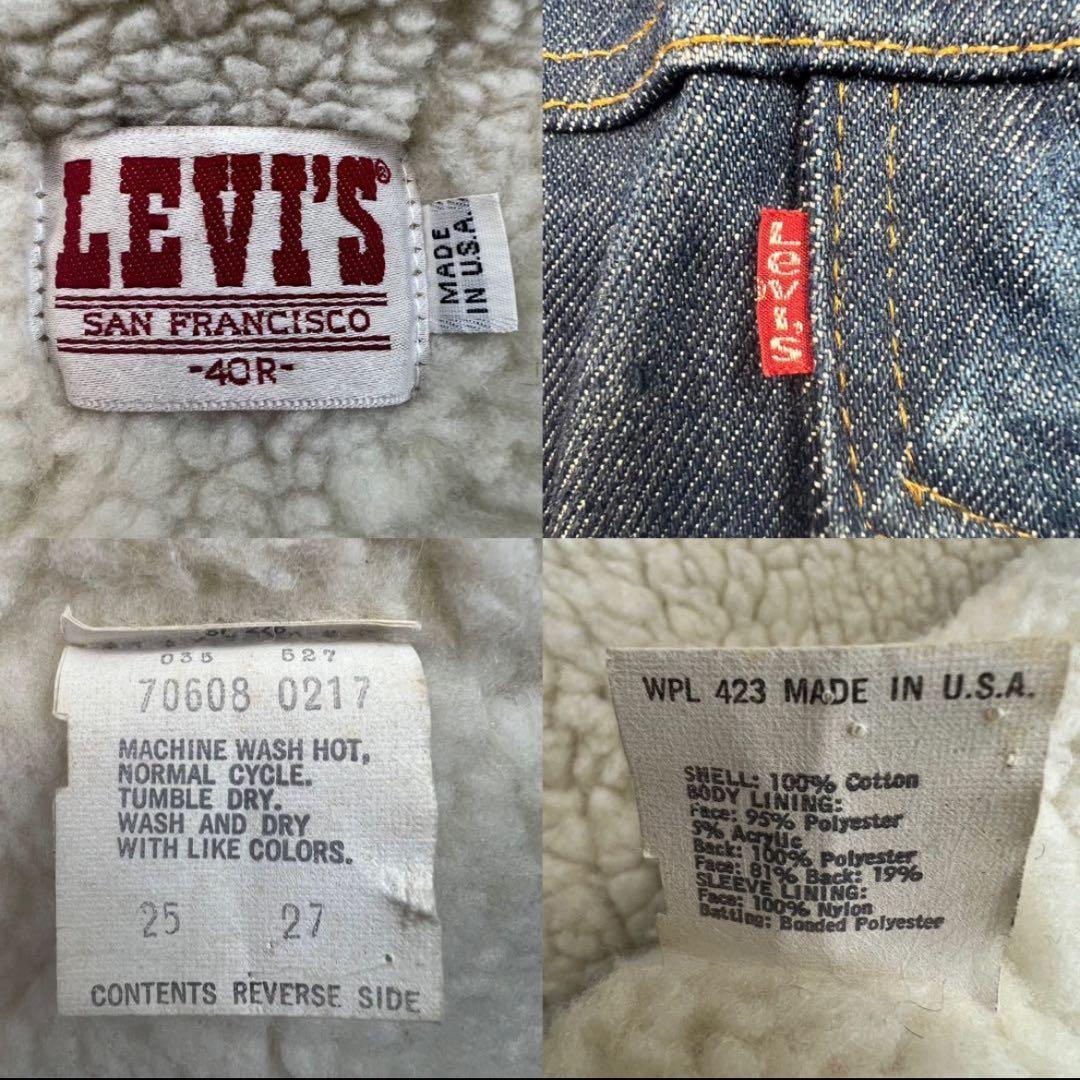 LEVI'S®
SAN FRANCISCO
-40R-
MADE
IN U.S.A.
Levi's
®
035 527
70608 0217
MACHINE WASH HOT,
NORMAL CYCLE.
TUMBLE DRY.
WASH AND DRY
WITH LIKE COLORS.
25 27
CONTENTS REVERSE SIDE
WPL 423 MADE IN U.S.A.
SHELL: 100% Cotton
BODY LINING:
Face: 95% Polyester
5% Acrylic
Back: 100% Polyester
Face: 81% Back: 19%
SLEEVE LINING:
Face: 100% Nylon
Batting: Bonded Polyester